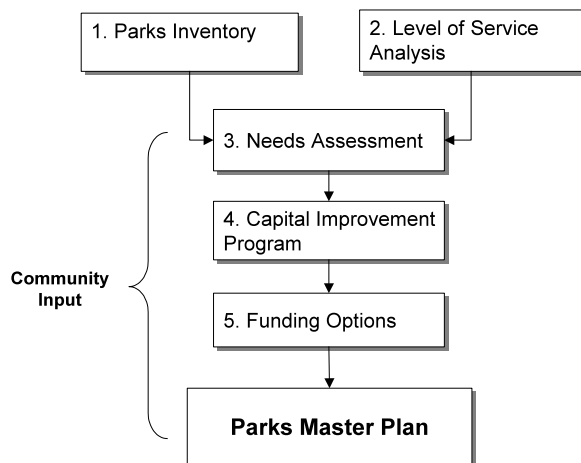 1. Parks Inventory
2. Level of Service
Analysis
3. Needs Assessment
4. Capital Improvement
Program
Community
Input
5. Funding Options
Parks Master Plan